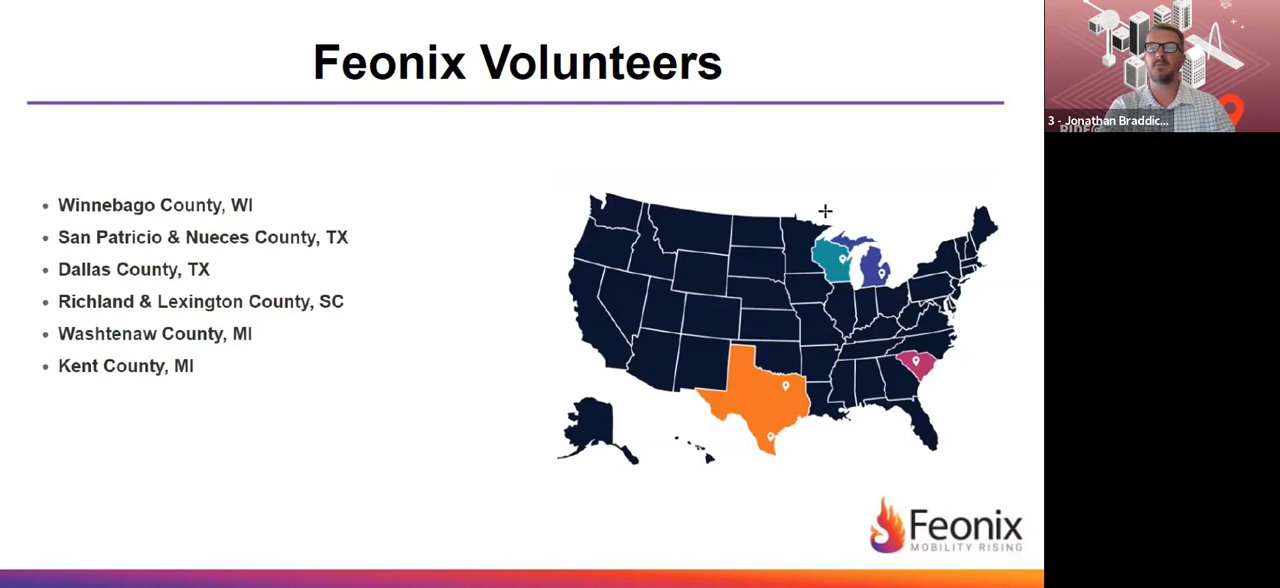 Feonix Volunteers
3 - Jonathan Braddic...
RIDE
Winnebago County, WI
San Patricio & Nueces County, TX
Dallas County, TX
Richland & Lexington County, SC
Washtenaw County, MI
Kent County, MI
Feonix
MOBILITY RISING